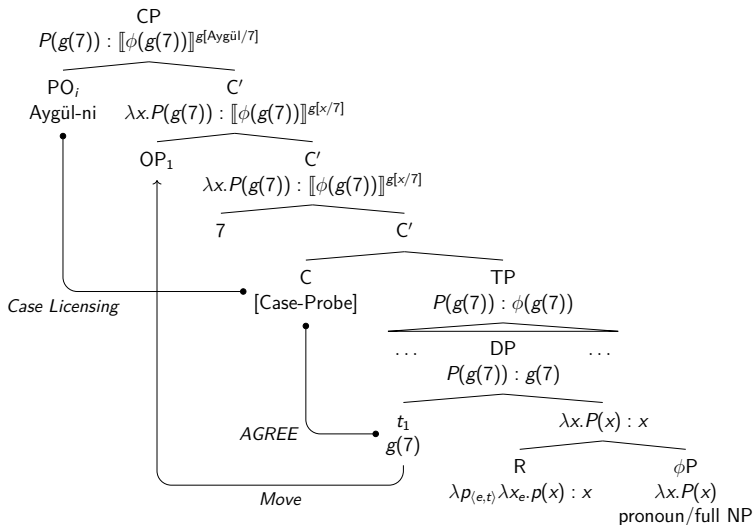 CP
P(g(7)) : ⟦ϕ(g(7))⟧^g[Aygül/7]
PO_i C′
Aygül-ni λx.P(g(7)) : ⟦ϕ(g(7))⟧^g[x/7]
OP₁ C′
λx.P(g(7)) : ⟦ϕ(g(7))⟧^g[x/7]
7 C′
C TP
Case Licensing [Case-Probe] P(g(7)) : ϕ(g(7))
... DP ...
P(g(7)) : g(7)
t₁ λx.P(x) : x
AGREE g(7)
R ϕP
λp_⟨e,t⟩λx_e.p(x) : x λx.P(x)
Move pronoun/full NP